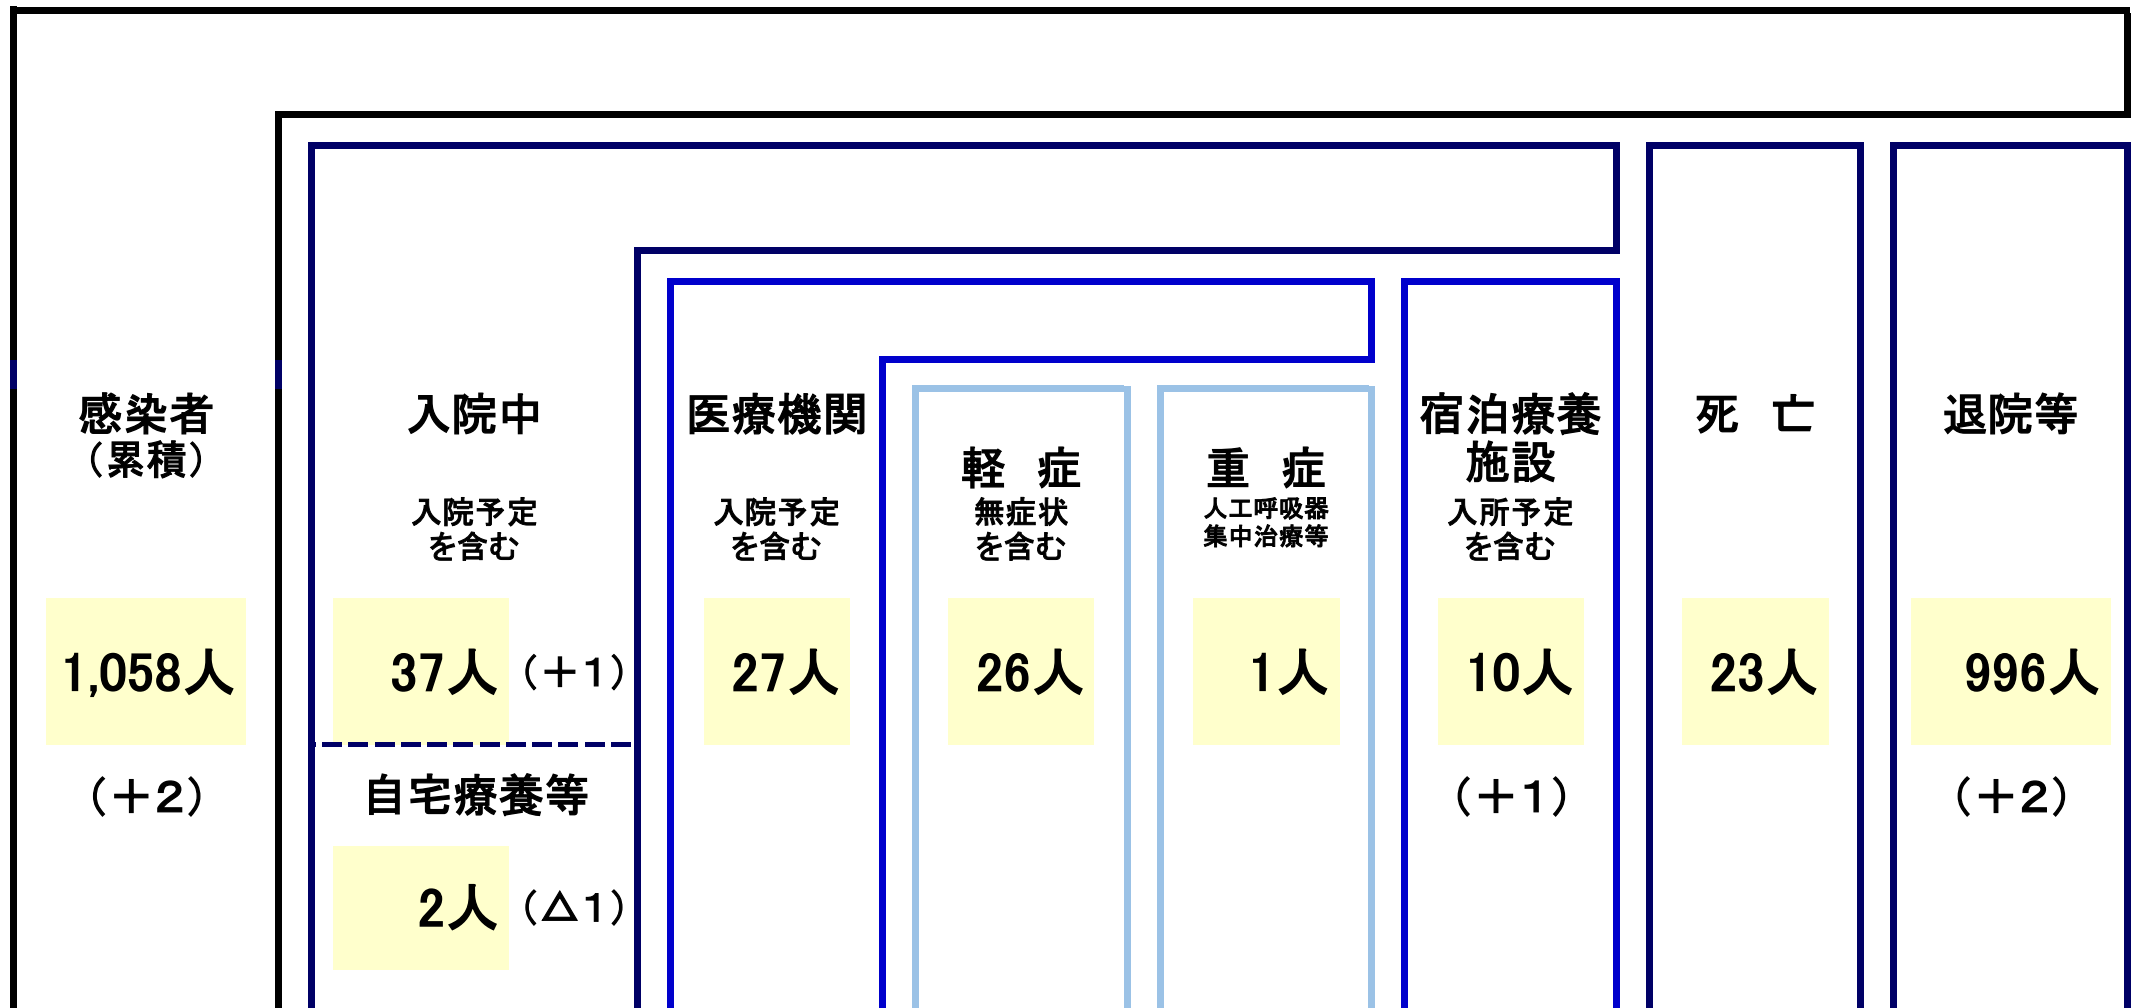 感染者
（累積）
1,058人
（＋２）
入院中
入院予定
を含む
37人（＋１）
自宅療養等
2人（△１）
医療機関
入院予定
を含む
27人
軽　症
無症状
を含む
26人
重　症
人工呼吸器
集中治療等
1人
宿泊療養
施設
入所予定
を含む
10人
（＋１）
死　亡
23人
退院等
996人
（＋２）